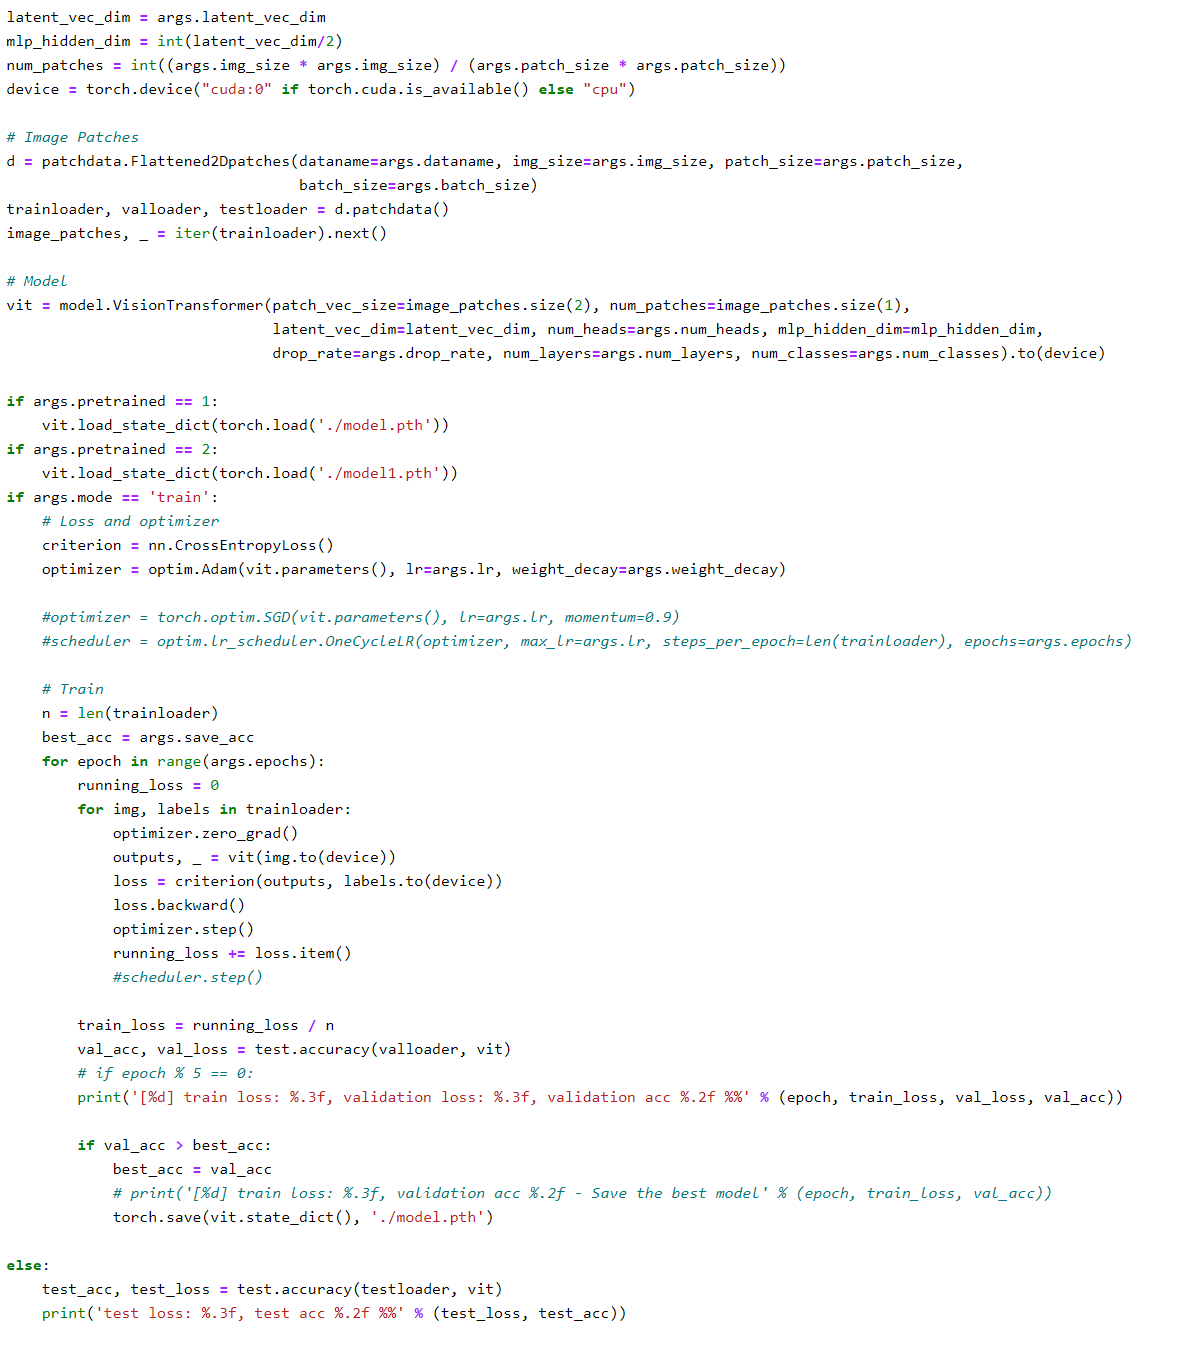 latent_vec_dim = args.latent_vec_dim
mlp_hidden_dim = int(latent_vec_dim/2)
num_patches = int((args.img_size * args.img_size) / (args.patch_size * args.patch_size))
device = torch.device("cuda:0" if torch.cuda.is_available() else "cpu")

# Image Patches
d = patchdata.Flattened2Dpatches(dataname=args.dataname, img_size=args.img_size, patch_size=args.patch_size,
                                 batch_size=args.batch_size)
trainloader, valloader, testloader = d.patchdata()
image_patches, _ = iter(trainloader).next()

# Model
vit = model.VisionTransformer(patch_vec_size=image_patches.size(2), num_patches=image_patches.size(1),
                              latent_vec_dim=latent_vec_dim, num_heads=args.num_heads, mlp_hidden_dim=mlp_hidden_dim,
                              drop_rate=args.drop_rate, num_layers=args.num_layers, num_classes=args.num_classes).to(device)

if args.pretrained == 1:
    vit.load_state_dict(torch.load('./model.pth'))
if args.pretrained == 2:
    vit.load_state_dict(torch.load('./model1.pth'))
if args.mode == 'train':
    # Loss and optimizer
    criterion = nn.CrossEntropyLoss()
    optimizer = optim.Adam(vit.parameters(), lr=args.lr, weight_decay=args.weight_decay)

    #optimizer = torch.optim.SGD(vit.parameters(), lr=args.lr, momentum=0.9)
    #scheduler = optim.lr_scheduler.OneCycleLR(optimizer, max_lr=args.lr, steps_per_epoch=len(trainloader), epochs=args.epochs)

    # Train
    n = len(trainloader)
    best_acc = args.save_acc
    for epoch in range(args.epochs):
        running_loss = 0
        for img, labels in trainloader:
            optimizer.zero_grad()
            outputs, _ = vit(img.to(device))
            loss = criterion(outputs, labels.to(device))
            loss.backward()
            optimizer.step()
            running_loss += loss.item()
            #scheduler.step()

        train_loss = running_loss / n
        val_acc, val_loss = test.accuracy(valloader, vit)
        # if epoch % 5 == 0:
        print('[%d] train loss: %.3f, validation loss: %.3f, validation acc %.2f %%' % (epoch, train_loss, val_loss, val_acc))

        if val_acc > best_acc:
            best_acc = val_acc
            # print('[%d] train loss: %.3f, validation acc %.2f - Save the best model' % (epoch, train_loss, val_acc))
            torch.save(vit.state_dict(), './model.pth')

else:
    test_acc, test_loss = test.accuracy(testloader, vit)
    print('test loss: %.3f, test acc %.2f %%' % (test_loss, test_acc))